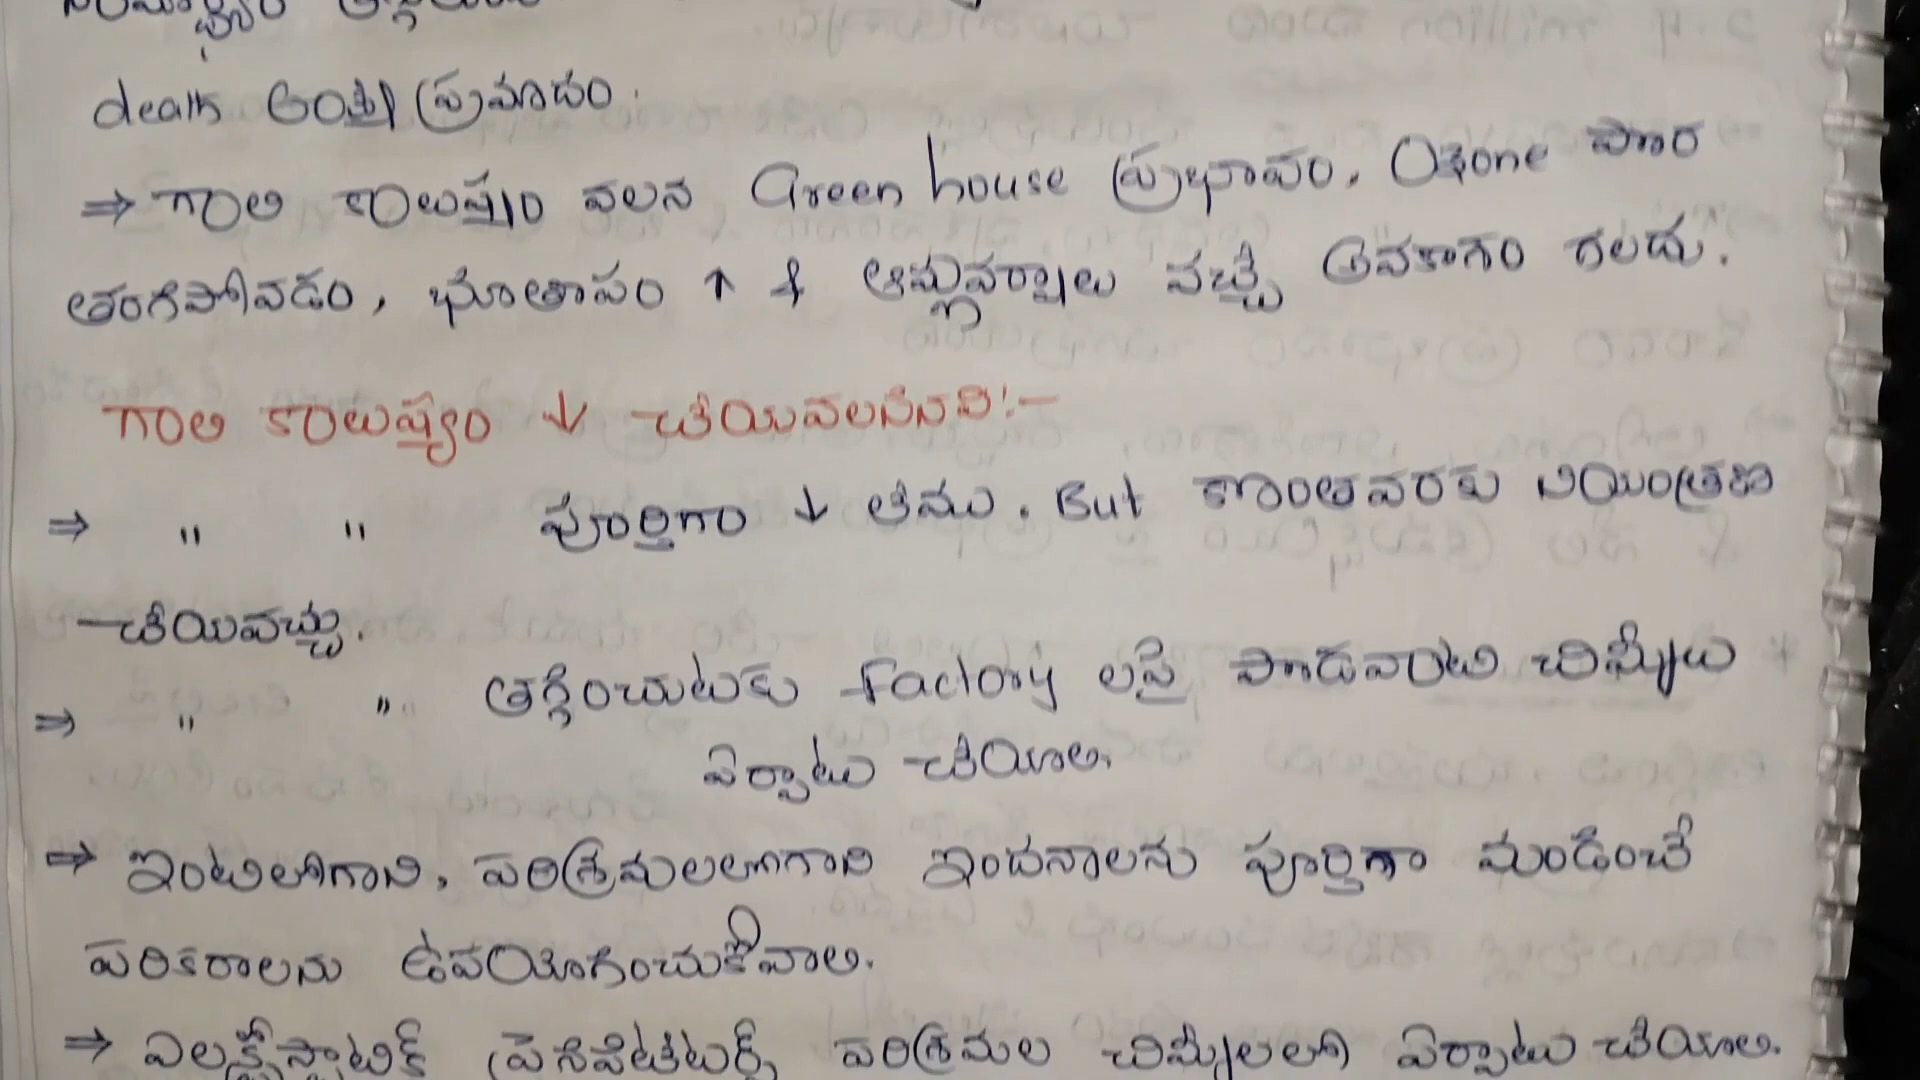 death అంత ప్రమాదం.
⇒ గాలి కాలుష్యం వలన Green house ప్రభావం, Ozone పొర
తరిగిపోవడం, భూతాపం ↑ & ఆమ్లవర్షాలు వచ్చే అవకాశం గలదు.
గాలి కాలుష్యం ↓ చేయవలసినవి:-
⇒ " " పూర్తిగా ↓ లేము. But కొంతవరకు నియంత్రణ
చేయవచ్చు.
⇒ " " తగ్గించుటకు Factory లపై పొడవాటి చిమ్నీలు
ఏర్పాటు చేయాలి.
⇒ ఇంటిలోగాని, పరిశ్రమలలోగాని ఇంధనాలను పూర్తిగా మండించే
పరికరాలను ఉపయోగించుకోవాలి.
⇒ ఎలక్ట్రోస్టాటిక్ ప్రెసిపిటేటర్స్ పరిశ్రమల చిమ్నీలలో ఏర్పాటు చేయాలి.